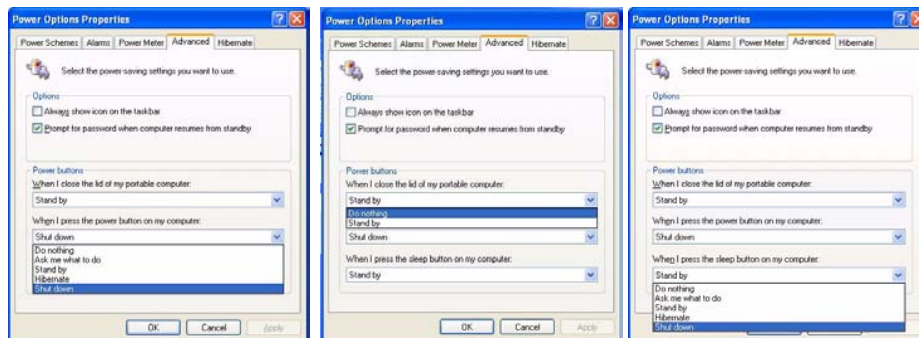 Power Options Properties
Power Schemes Alarms Power Meter Advanced Hibernate
Select the power-saving settings you want to use.
Options
Always show icon on the taskbar
Prompt for password when computer resumes from standby
Power buttons
When I close the lid of my portable computer:
Stand by
When I press the power button on my computer:
Shut down
Do nothing
Ask me what to do
Stand by
Hibernate
Shut down
OK Cancel Apply
Power Options Properties
Power Schemes Alarms Power Meter Advanced Hibernate
Select the power-saving settings you want to use.
Options
Always show icon on the taskbar
Prompt for password when computer resumes from standby
Power buttons
When I close the lid of my portable computer:
Stand by
Do nothing
Stand by
Shut down
When I press the sleep button on my computer:
Stand by
OK Cancel Apply
Power Options Properties
Power Schemes Alarms Power Meter Advanced Hibernate
Select the power-saving settings you want to use.
Options
Always show icon on the taskbar
Prompt for password when computer resumes from standby
Power buttons
When I close the lid of my portable computer:
Stand by
When I press the power button on my computer:
Shut down
When I press the sleep button on my computer:
Stand by
Do nothing
Ask me what to do
Stand by
Hibernate
Shut down